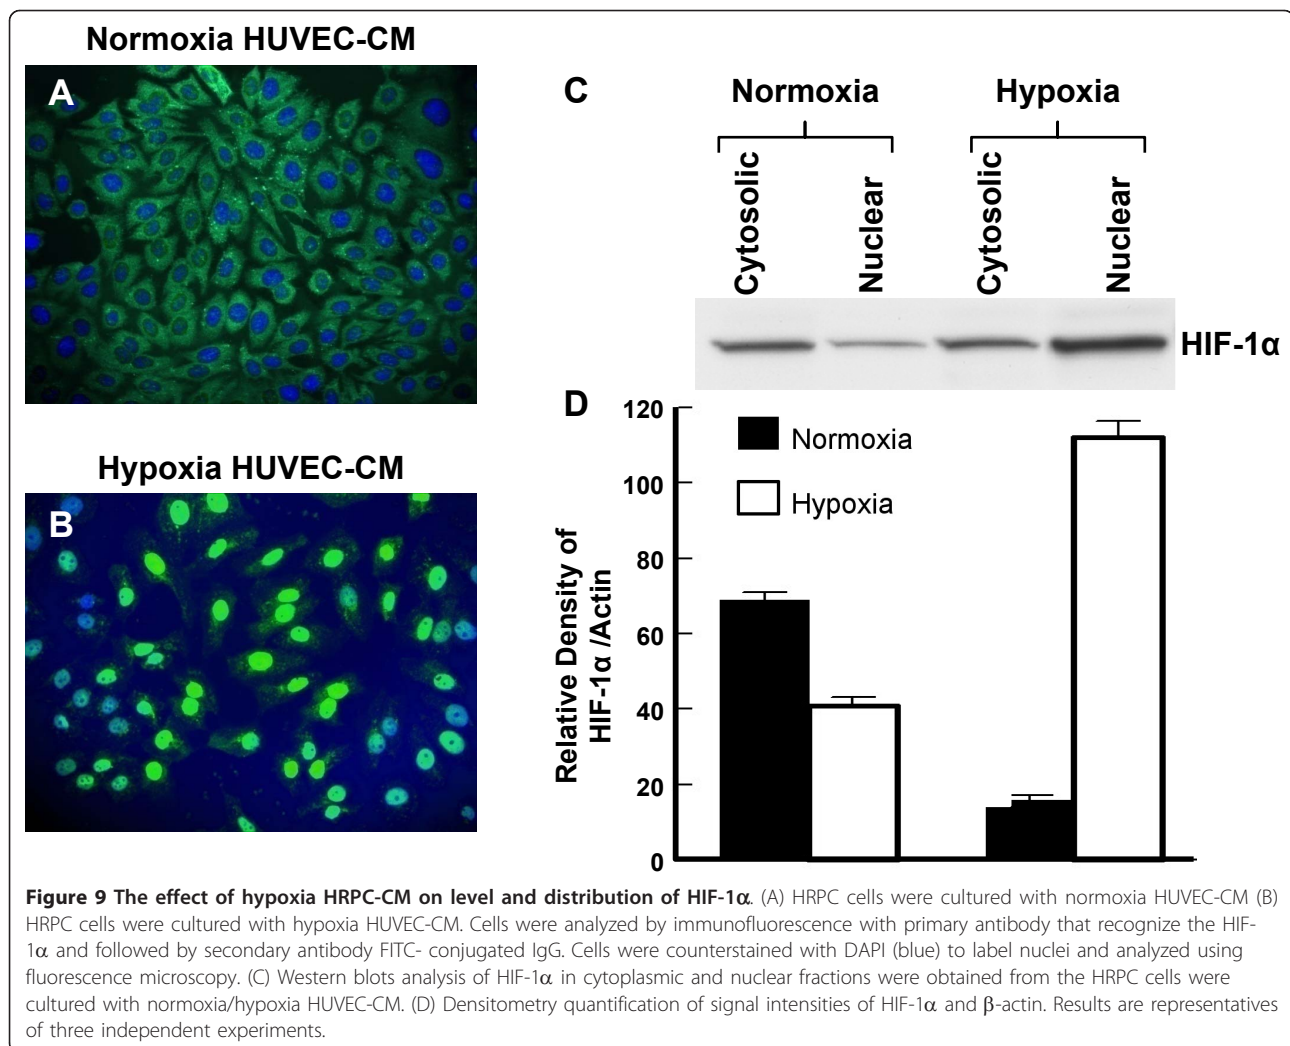 Normoxia HUVEC-CM
A
Hypoxia HUVEC-CM
B
C
Normoxia
Hypoxia
Cytosolic
Nuclear
Cytosolic
Nuclear
HIF-1α
D
Normoxia
Hypoxia
Relative Density of
HIF-1α /Actin
120
100
80
60
40
20
0
Figure 9 The effect of hypoxia HRPC-CM on level and distribution of HIF-1α. (A) HRPC cells were cultured with normoxia HUVEC-CM (B)
HRPC cells were cultured with hypoxia HUVEC-CM. Cells were analyzed by immunofluorescence with primary antibody that recognize the HIF-
1α and followed by secondary antibody FITC- conjugated IgG. Cells were counterstained with DAPI (blue) to label nuclei and analyzed using
fluorescence microscopy. (C) Western blots analysis of HIF-1α in cytoplasmic and nuclear fractions were obtained from the HRPC cells were
cultured with normoxia/hypoxia HUVEC-CM. (D) Densitometry quantification of signal intensities of HIF-1α and β-actin. Results are representatives
of three independent experiments.